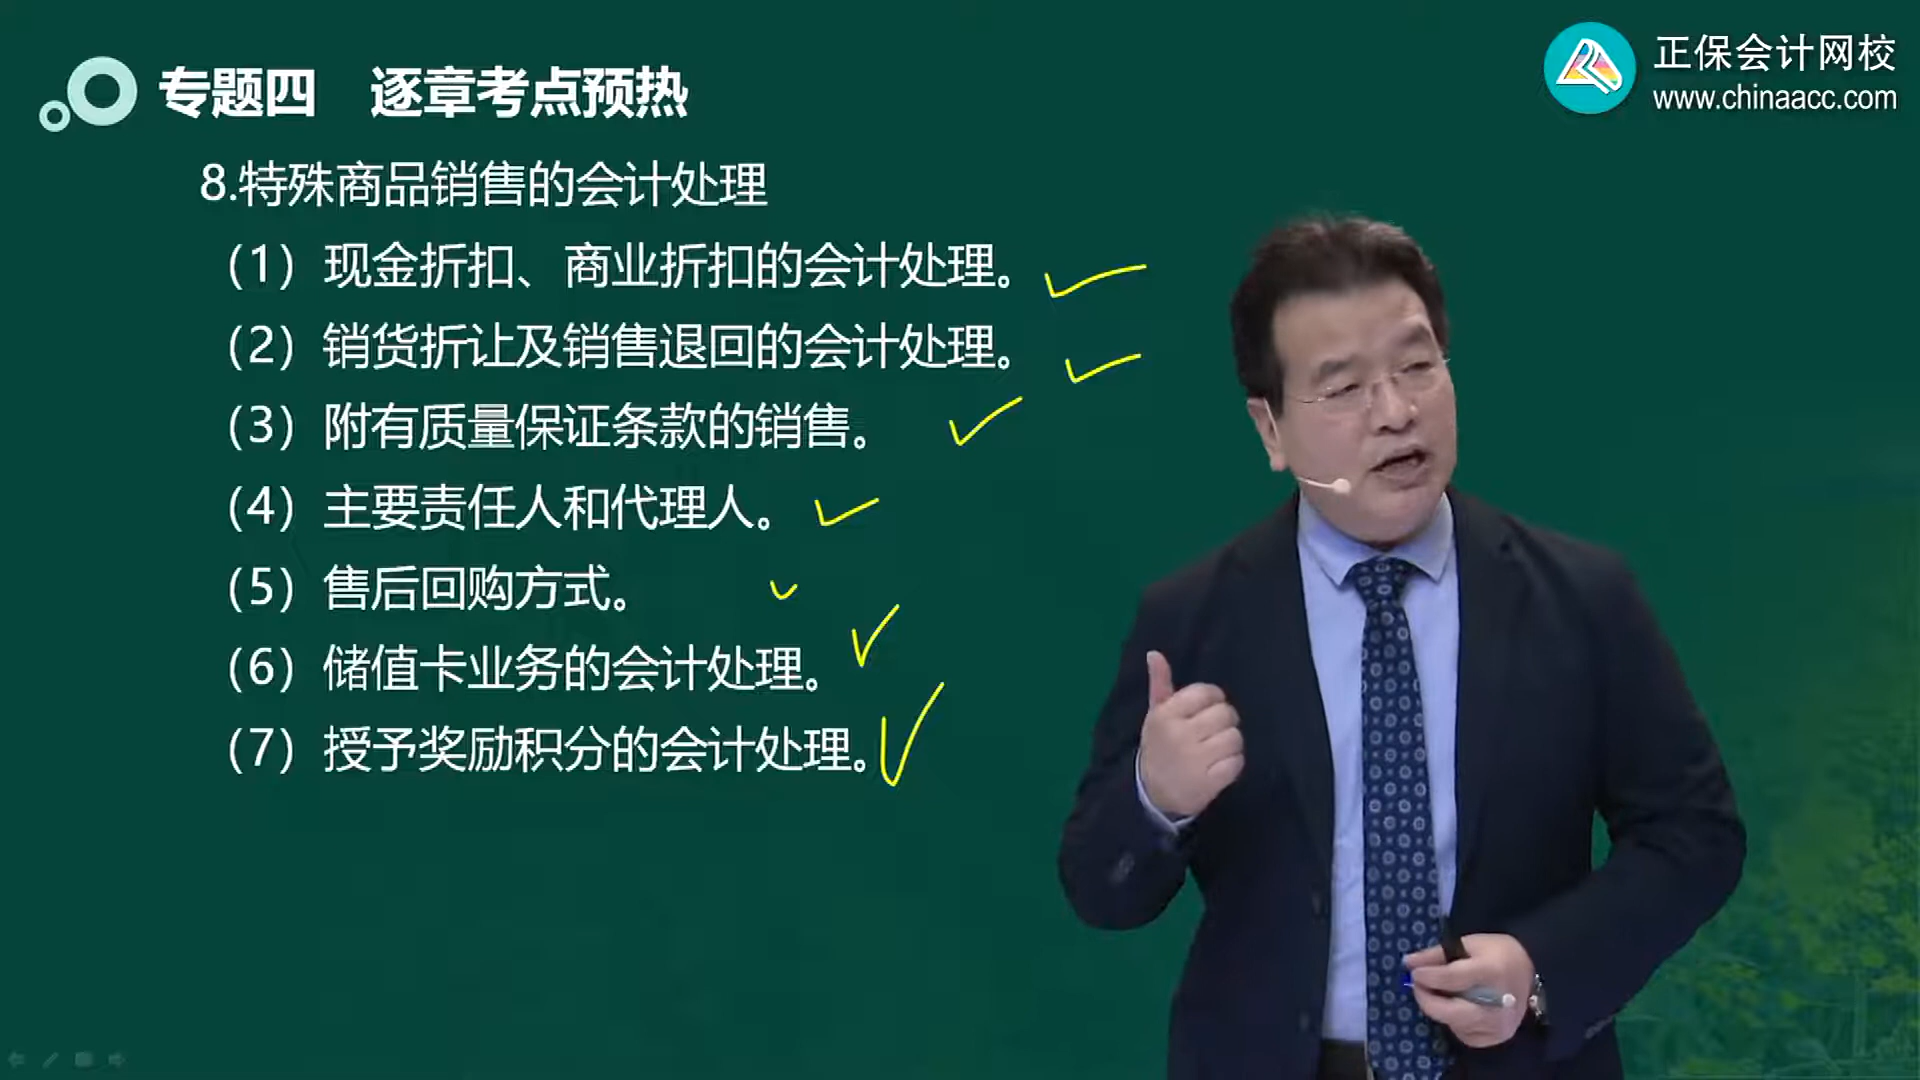 正保会计网校
www.chinaacc.com
专题四 逐章考点预热
8.特殊商品销售的会计处理
（1）现金折扣、商业折扣的会计处理。
（2）销货折让及销售退回的会计处理。
（3）附有质量保证条款的销售。
（4）主要责任人和代理人。
（5）售后回购方式。
（6）储值卡业务的会计处理。
（7）授予奖励积分的会计处理。